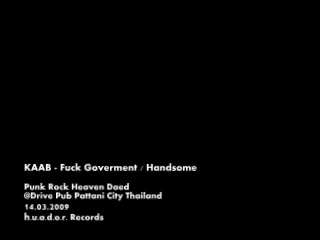 KAAB - Fuck Goverment / Handsome
Punk Rock Heaven Daed
@Drive Pub Pattani City Thailand
14.03.2009
h.u.a.d.o.r. Records